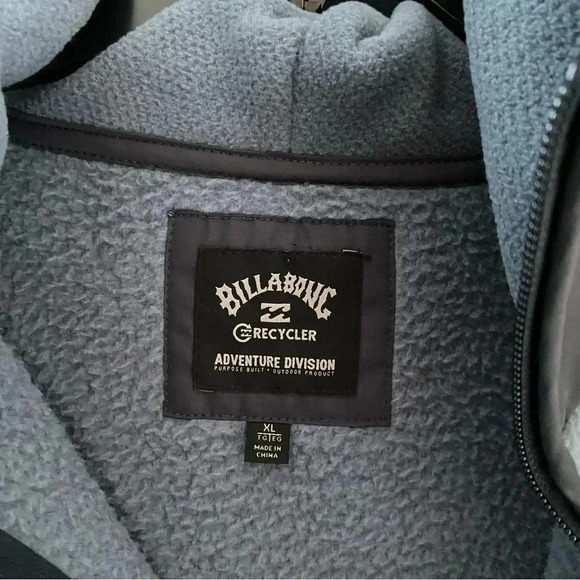 BILLABONG
RECYCLER
ADVENTURE DIVISION
PURPOSE BUILT • OUTDOOR PRODUCT
XL
TG|EG
MADE IN
CHINA